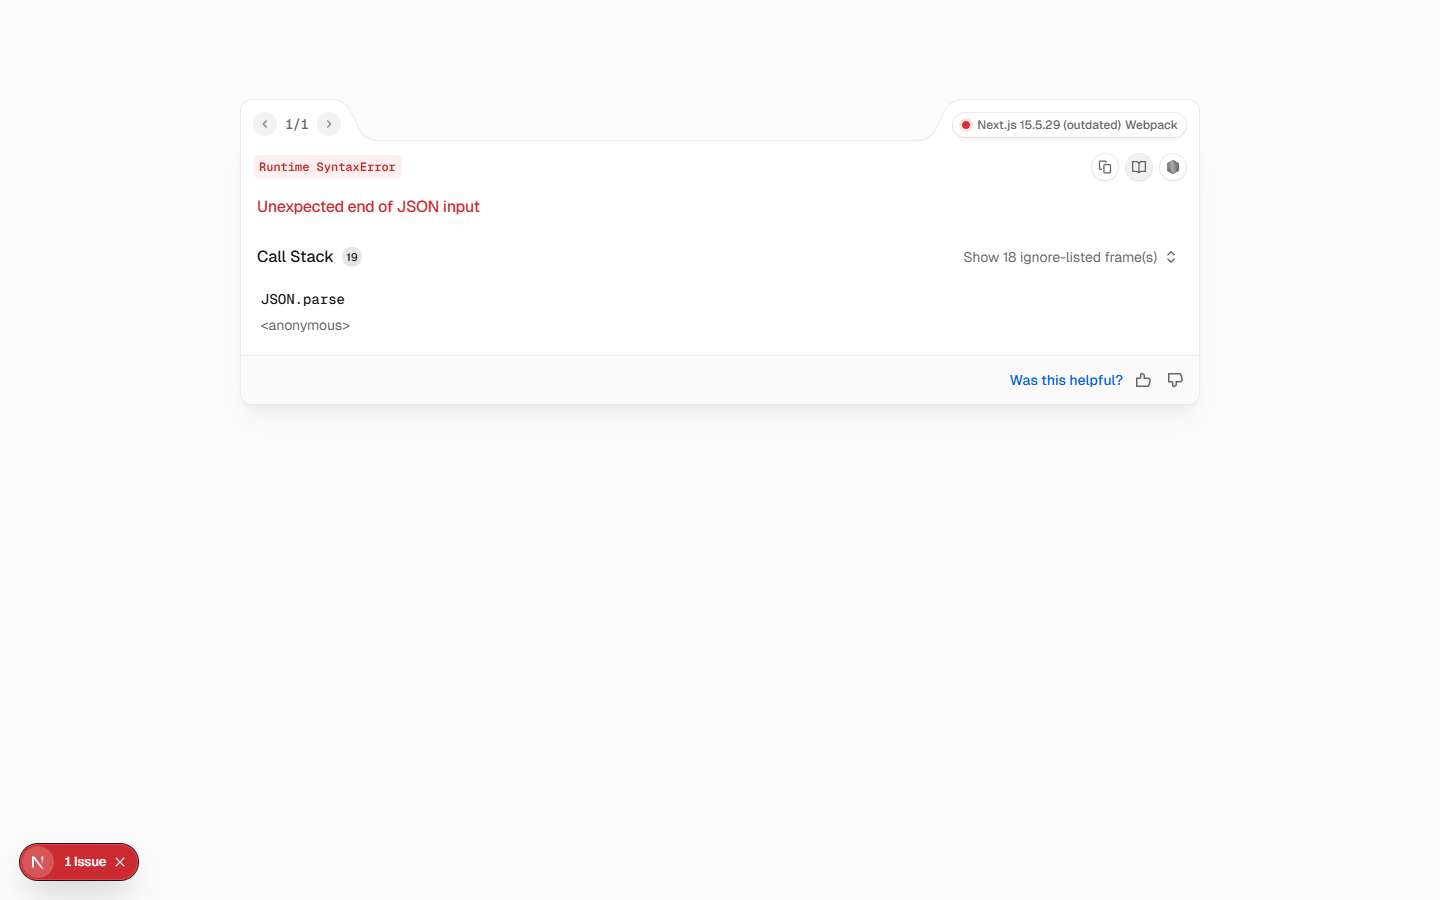 1/1
Next.js 15.5.29 (outdated) Webpack
Runtime SyntaxError
Unexpected end of JSON input
Call Stack 19
Show 18 ignore-listed frame(s)
JSON.parse
<anonymous>
Was this helpful?
N 1 Issue